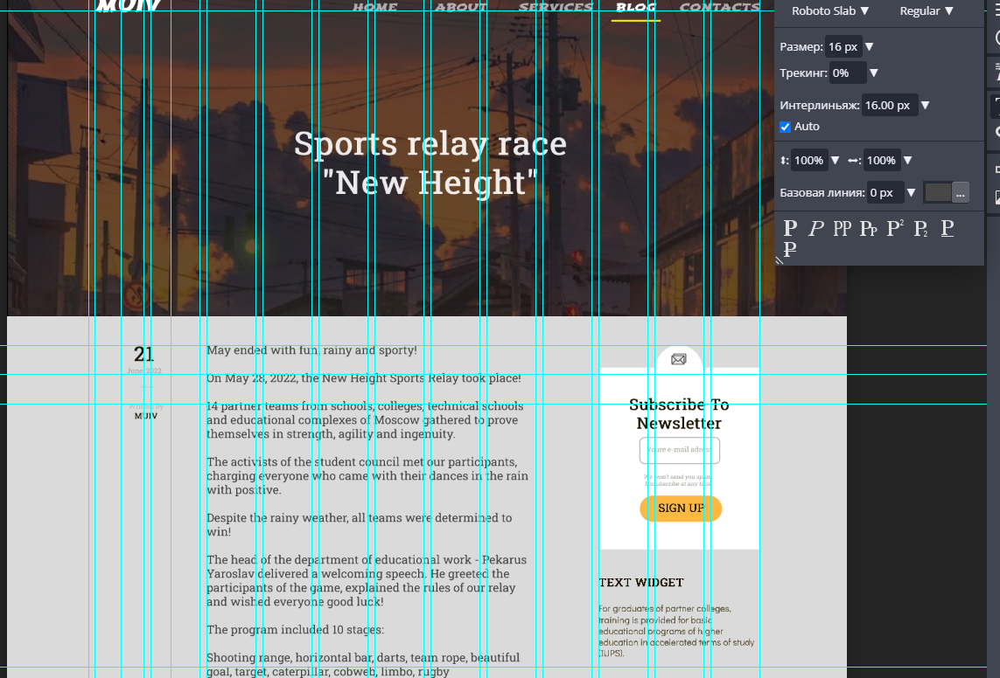 MUIV
HOME ABOUT SERVICES BLOG CONTACTS
Roboto Slab Regular
Размер: 16 px
Трекинг: 0%
Интерлиньяж: 16.00 px
Auto
100% 100%
Базовая линия: 0 px ...
P P PP PP P2 P2 P
P
Sports relay race
"New Height"
21
June, 2022
Written by
MUIV
May ended with fun, rainy and sporty!
On May 28, 2022, the New Height Sports Relay took place!
14 partner teams from schools, colleges, technical schools
and educational complexes of Moscow gathered to prove
themselves in strength, agility and ingenuity.
The activists of the student council met our participants,
charging everyone who came with their dances in the rain
with positive.
Despite the rainy weather, all teams were determined to
win!
The head of the department of educational work - Pekarus
Yaroslav delivered a welcoming speech. He greeted the
participants of the game, explained the rules of our relay
and wished everyone good luck!
The program included 10 stages:
Shooting range, horizontal bar, darts, team rope, beautiful
goal, target, caterpillar, cobweb, limbo, rugby
Subscribe To
Newsletter
Youre e-mail adress
We won't send you spam.
Unsubscribe at any time
SIGN UP
TEXT WIDGET
For graduates of partner colleges,
training is provided for basic
educational programs of higher
education in accelerated terms of study
(IUPS).